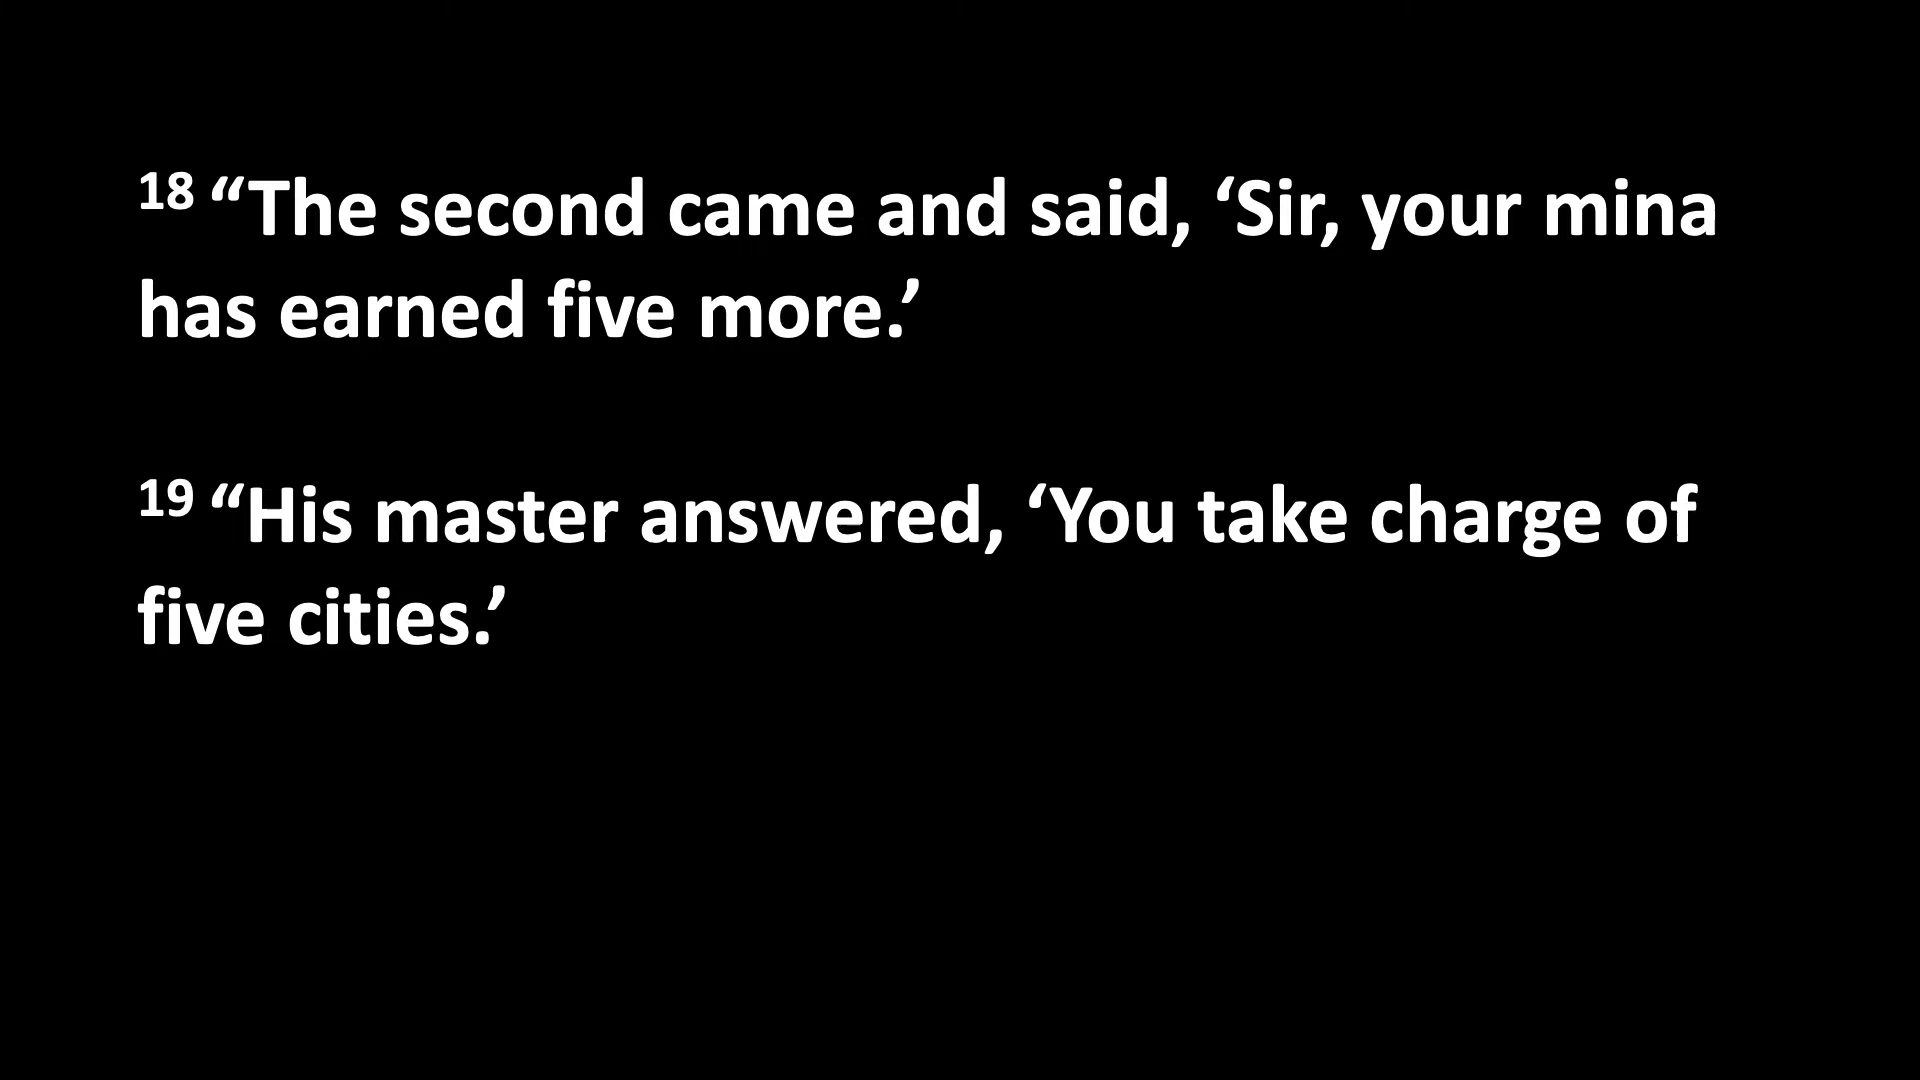 18 “The second came and said, ‘Sir, your mina
has earned five more.’
19 “His master answered, ‘You take charge of
five cities.’